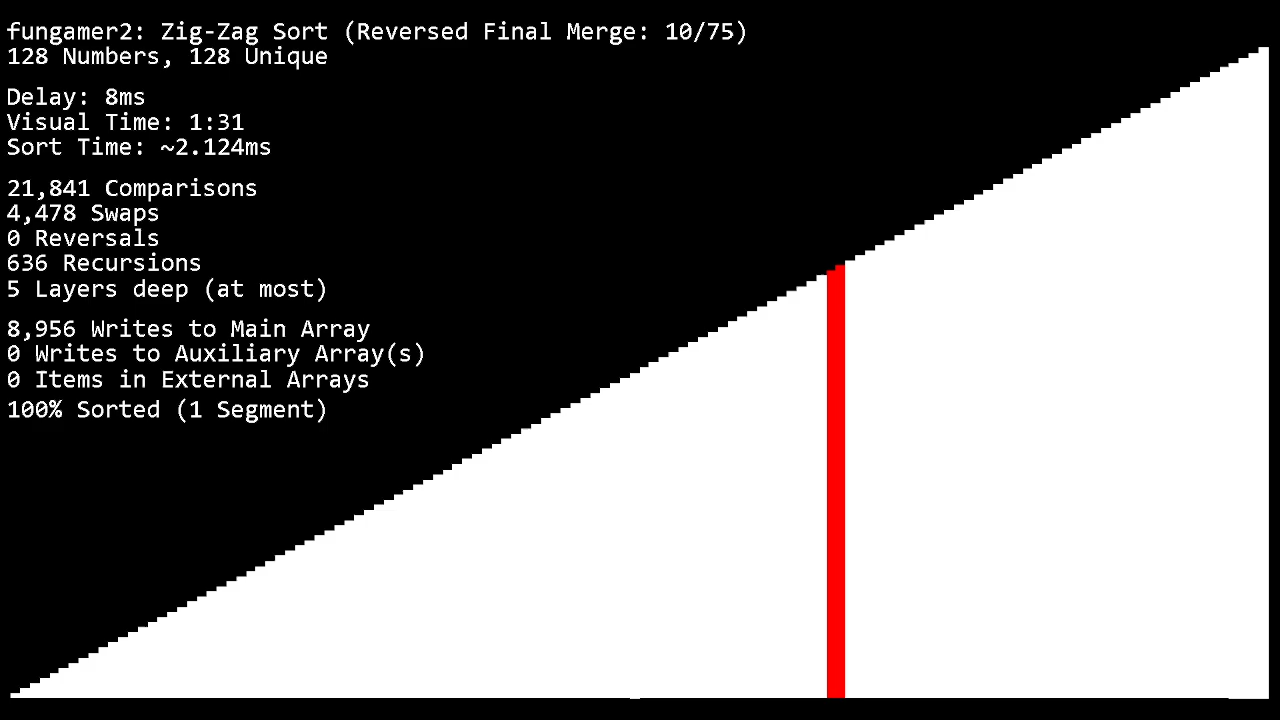 fungamer2: Zig-Zag Sort (Reversed Final Merge: 10/75)
128 Numbers, 128 Unique
Delay: 8ms
Visual Time: 1:31
Sort Time: ~2.124ms
21,841 Comparisons
4,478 Swaps
0 Reversals
636 Recursions
5 Layers deep (at most)
8,956 Writes to Main Array
0 Writes to Auxiliary Array(s)
0 Items in External Arrays
100% Sorted (1 Segment)